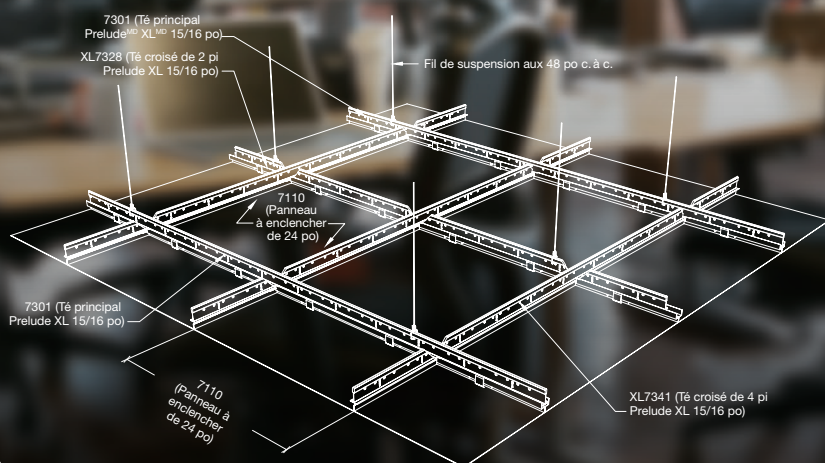 7301 (Té principal
Prelude^MD XL^MD 15/16 po)
XL7328 (Té croisé de 2 pi
Prelude XL 15/16 po)
Fil de suspension aux 48 po c. à c.
7110
(Panneau
à enclencher
de 24 po)
7301 (Té principal
Prelude XL 15/16 po)
7110
(Panneau à
enclencher
de 24 po)
XL7341 (Té croisé de 4 pi
Prelude XL 15/16 po)